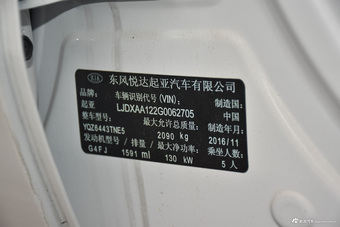 KIA 东风悦达起亚汽车有限公司
品牌: 车辆识别代号(VIN): 制造国:
起亚 LJDXAA122G0062705 中国
整车型号: 最大允许总质量: 制造年月:
YQZ6443TNE5 2090 kg 2016/11
发动机型号 / 排量 / 最大净功率: 乘坐人数:
G4FJ 1591 ml 130 kW 5 人